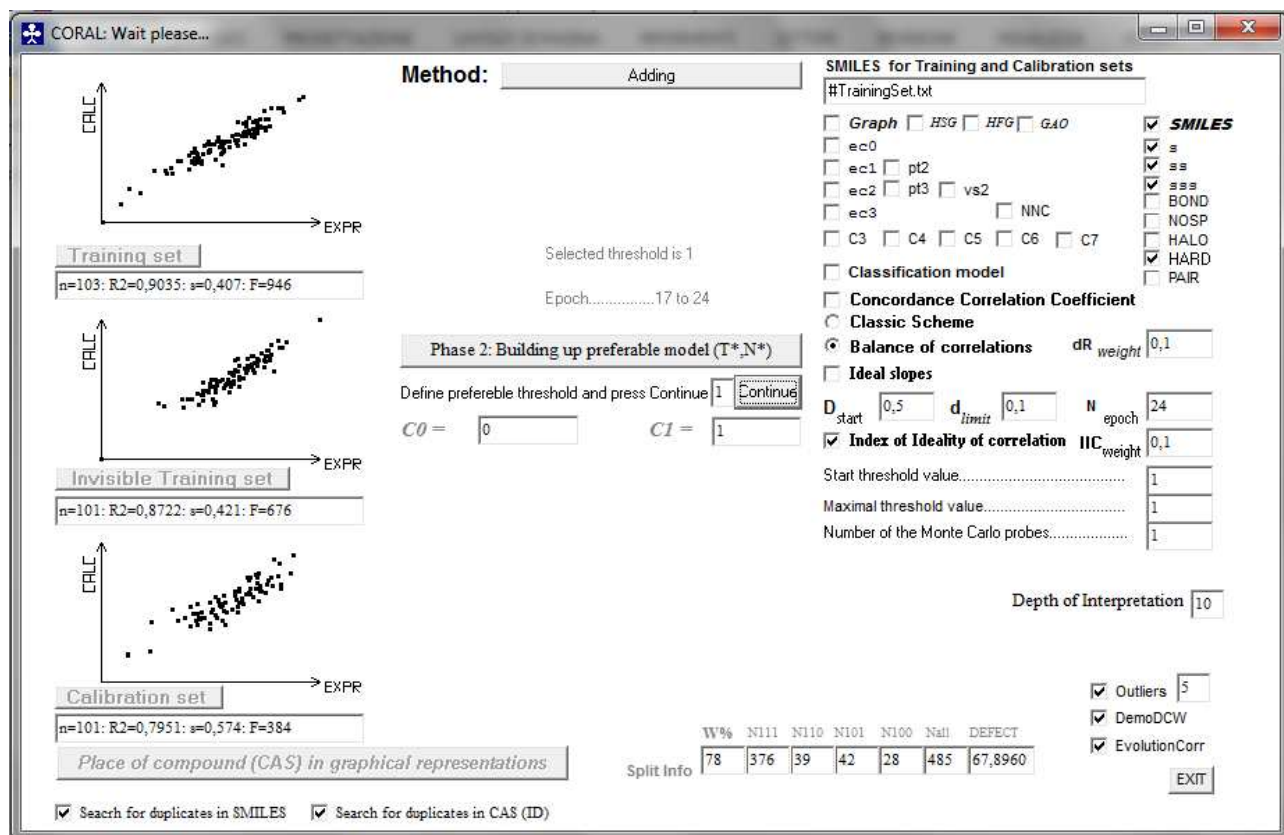 CORAL: Wait please...
CALC
EXPR
Training set
n=103: R2=0,9035: s=0,407: F=946
CALC
EXPR
Invisible Training set
n=101: R2=0,8722: s=0,421: F=676
CALC
EXPR
Calibration set
n=101: R2=0,7951: s=0,574: F=384
Place of compound (CAS) in graphical representations
Seacrh for duplicates in SMILES Search for duplicates in CAS (ID)
Method: Adding
Selected threshold is 1
Epoch...............17 to 24
Phase 2: Building up preferable model (T*,N*)
Define prefereble threshold and press Continue 1 Continue
C0 = 0 C1 = 1
SMILES for Training and Calibration sets
#TrainingSet.txt
Graph HSG HFG GAO SMILES
ec0 s
ec1 pt2 ss
ec2 pt3 vs2 sss
BOND
ec3 NNC NOSP
C3 C4 C5 C6 C7 HALO
HARD
Classification model PAIR
Concordance Correlation Coefficient
Classic Scheme
Balance of correlations dR weight 0,1
Ideal slopes
D start 0,5 d limit 0,1 N epoch 24
Index of Ideality of correlation IIC weight 0,1
Start threshold value........................................ 1
Maximal threshold value.................................. 1
Number of the Monte Carlo probes................... 1
Depth of Interpretation 10
Outliers 5
DemoDCW
EvolutionCorr
W% N111 N110 N101 N100 Nall DEFECT
Split Info 78 376 39 42 28 485 67,8960
EXIT